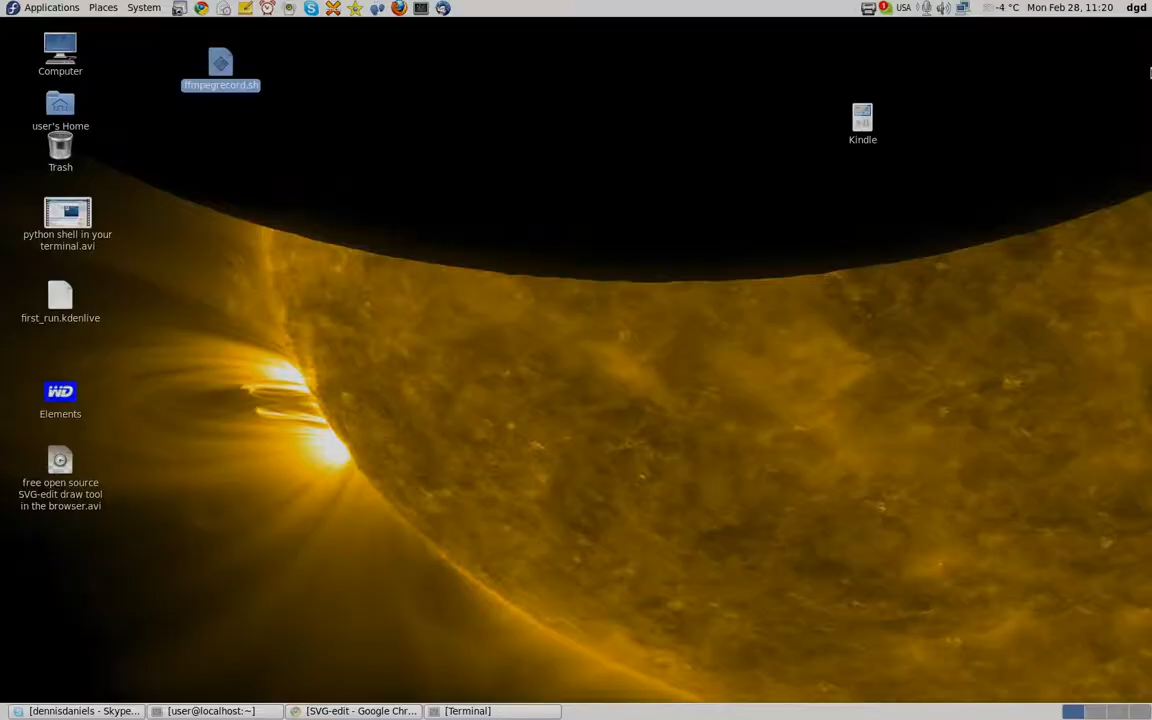 Applications Places System
USA
-4 °C Mon Feb 28, 11:20 dgd
Computer
ffmpegrecord.sh
Kindle
user's Home
Trash
python shell in your
terminal.avi
first_run.kdenlive
WD
Elements
free open source
SVG-edit draw tool
in the browser.avi
[dennisdaniels - Skype... [user@localhost:~] [SVG-edit - Google Chr... [Terminal]